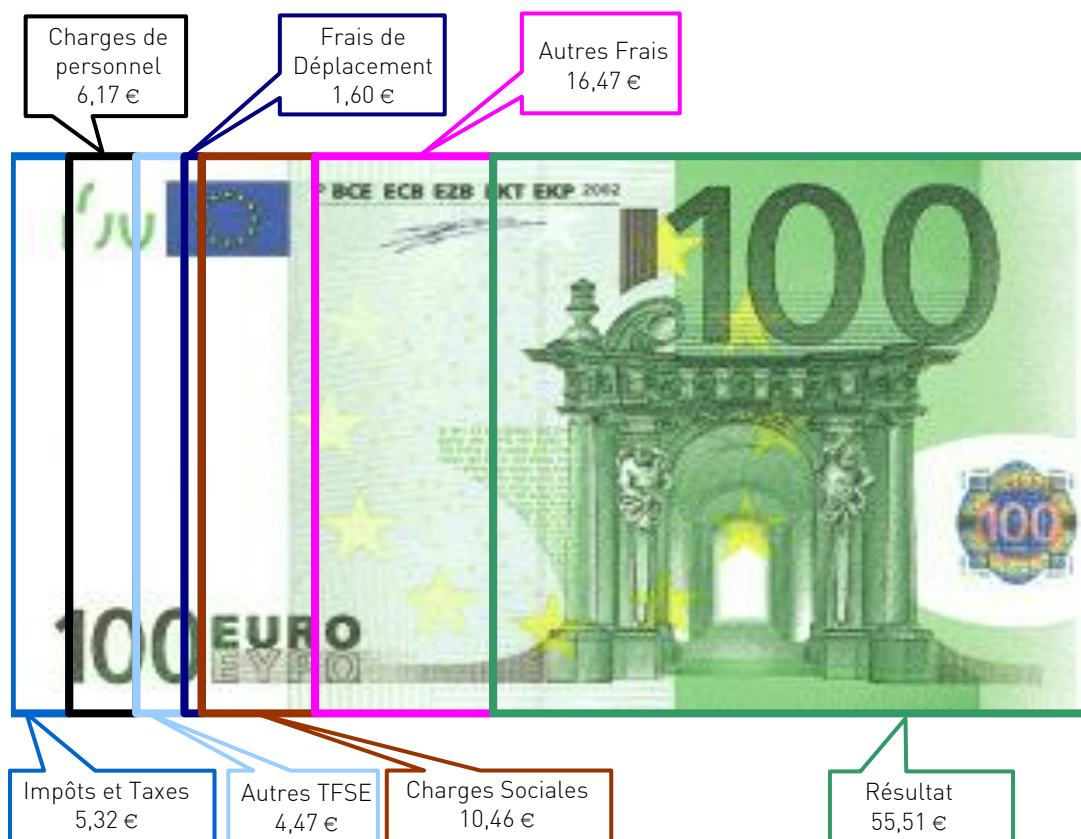 Charges de
personnel
6,17 €
Frais de
Déplacement
1,60 €
Autres Frais
16,47 €
BCE ECB EZB EKT EKP 2002
100
100
100 EURO
ΕΥΡΩ
Impôts et Taxes
5,32 €
Autres TFSE
4,47 €
Charges Sociales
10,46 €
Résultat
55,51 €